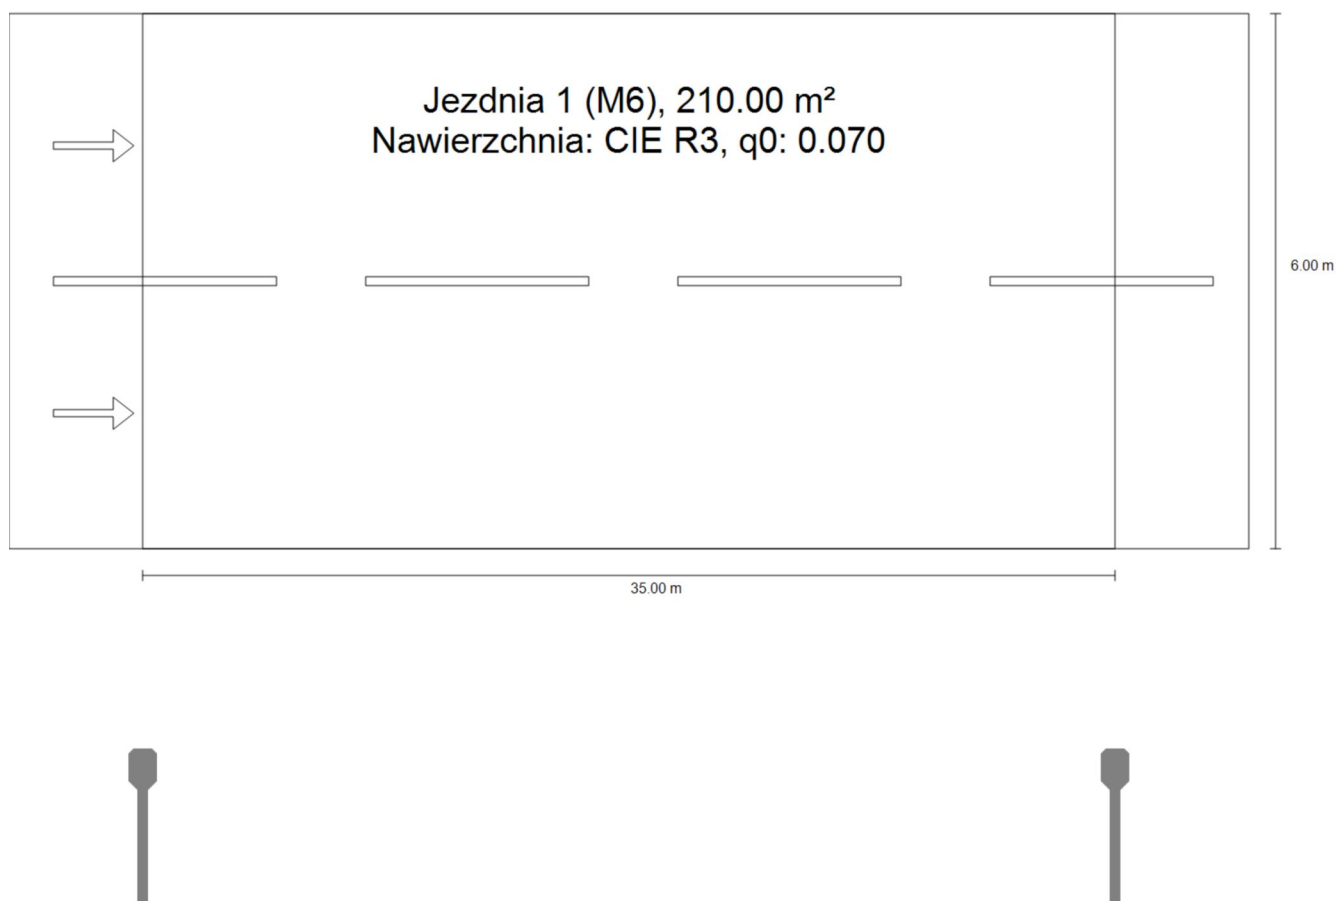 Jezdnia 1 (M6), 210.00 m²
Nawierzchnia: CIE R3, q0: 0.070
6.00 m
35.00 m